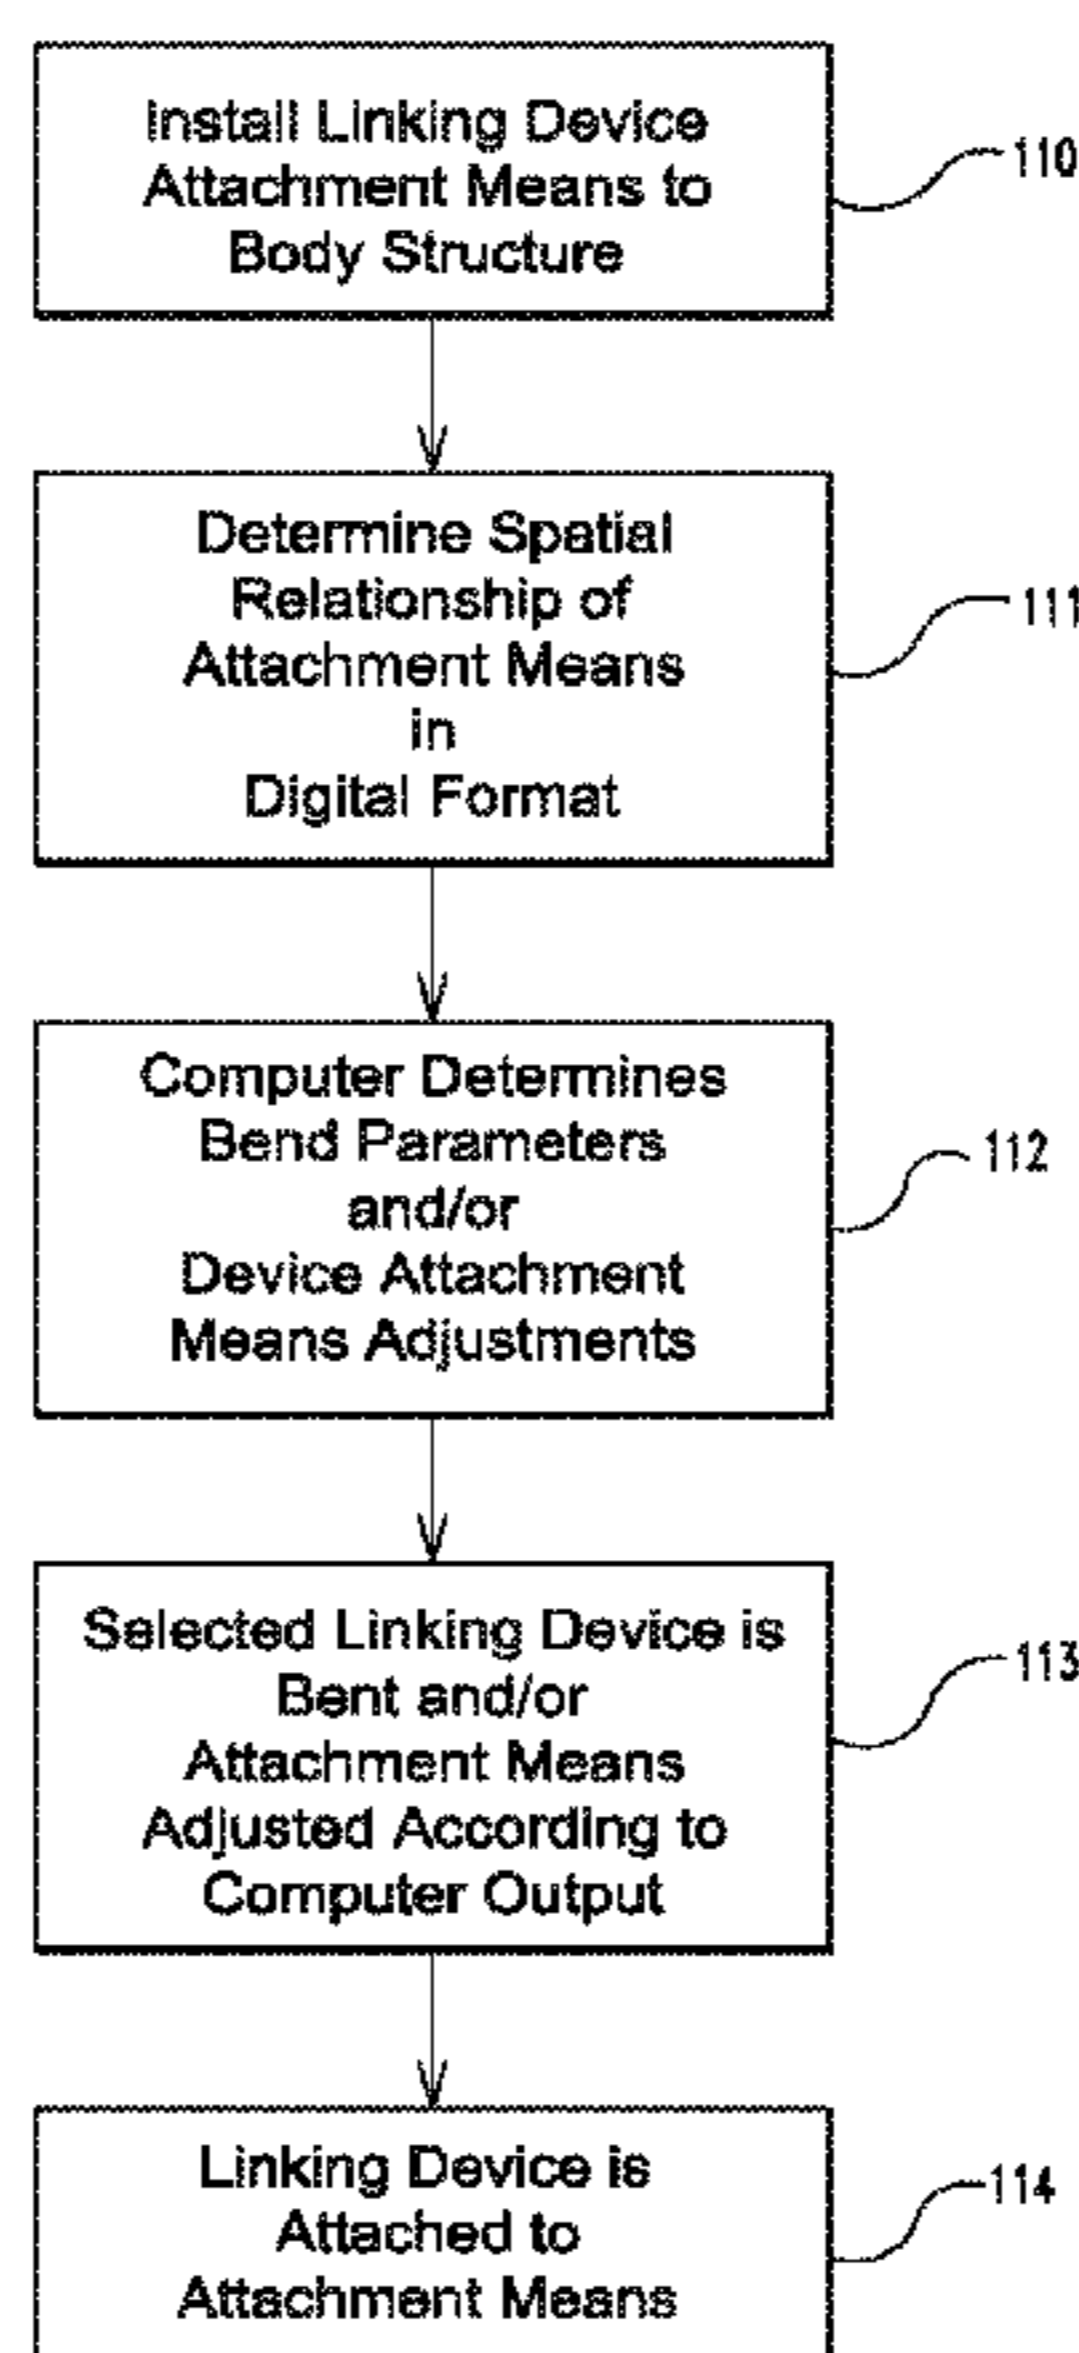 Install Linking Device
Attachment Means to
Body Structure
110
Determine Spatial
Relationship of
Attachment Means
in
Digital Format
111
Computer Determines
Bend Parameters
and/or
Device Attachment
Means Adjustments
112
Selected Linking Device is
Bent and/or
Attachment Means
Adjusted According to
Computer Output
113
Linking Device is
Attached to
Attachment Means
114